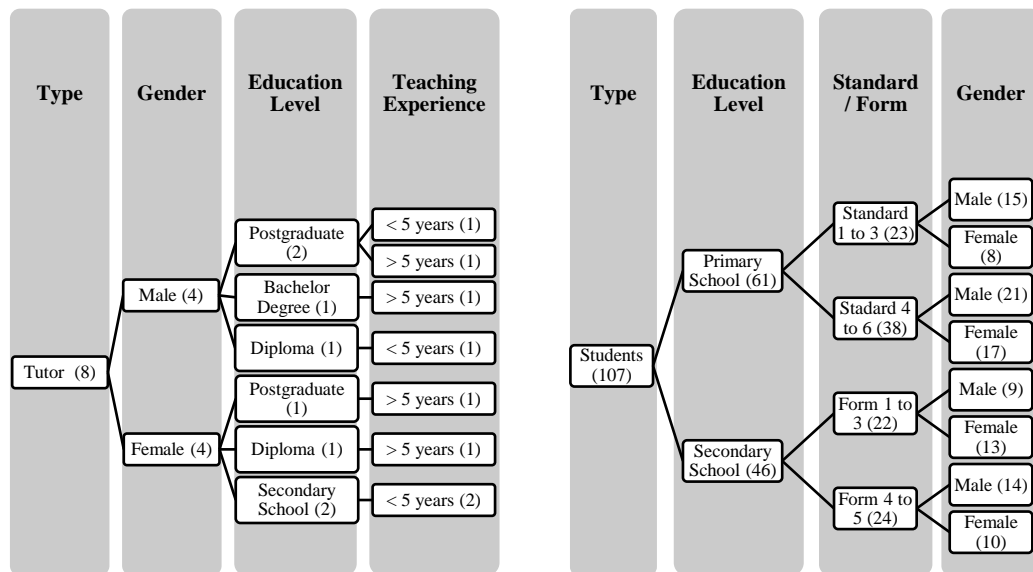 Type
Gender
Education
Level
Teaching
Experience
Tutor (8)
Male (4)
Postgraduate
(2)
< 5 years (1)
> 5 years (1)
Bachelor
Degree (1)
> 5 years (1)
Diploma (1)
< 5 years (1)
Female (4)
Postgraduate
(1)
> 5 years (1)
Diploma (1)
> 5 years (1)
Secondary
School (2)
< 5 years (2)
Type
Education
Level
Standard
/ Form
Gender
Students
(107)
Primary
School (61)
Standard
1 to 3 (23)
Male (15)
Female
(8)
Stadard 4
to 6 (38)
Male (21)
Female
(17)
Secondary
School (46)
Form 1 to
3 (22)
Male (9)
Female
(13)
Form 4 to
5 (24)
Male (14)
Female
(10)